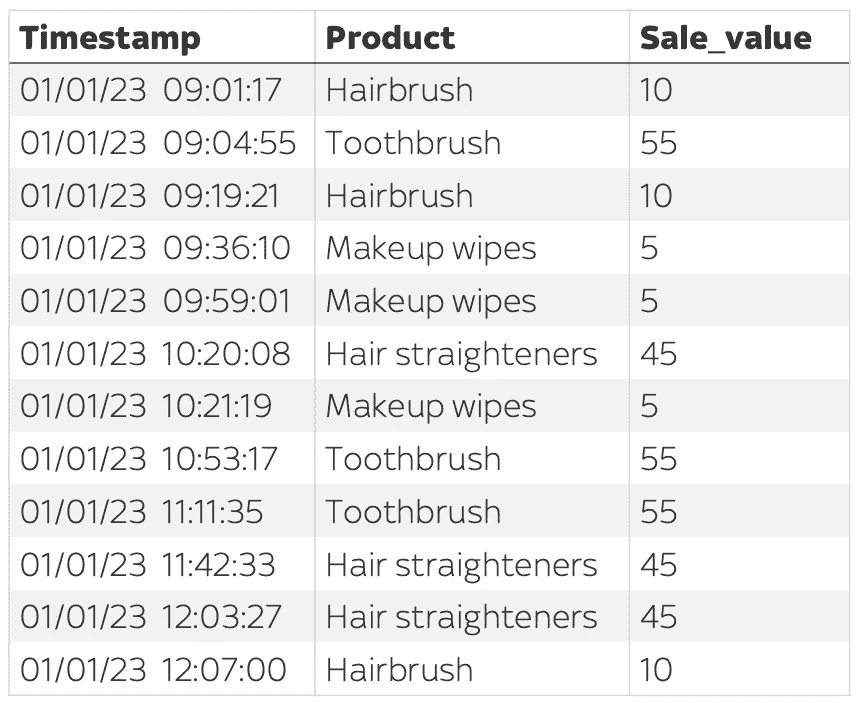 Timestamp Product Sale_value
01/01/23 09:01:17 Hairbrush 10
01/01/23 09:04:55 Toothbrush 55
01/01/23 09:19:21 Hairbrush 10
01/01/23 09:36:10 Makeup wipes 5
01/01/23 09:59:01 Makeup wipes 5
01/01/23 10:20:08 Hair straighteners 45
01/01/23 10:21:19 Makeup wipes 5
01/01/23 10:53:17 Toothbrush 55
01/01/23 11:11:35 Toothbrush 55
01/01/23 11:42:33 Hair straighteners 45
01/01/23 12:03:27 Hair straighteners 45
01/01/23 12:07:00 Hairbrush 10